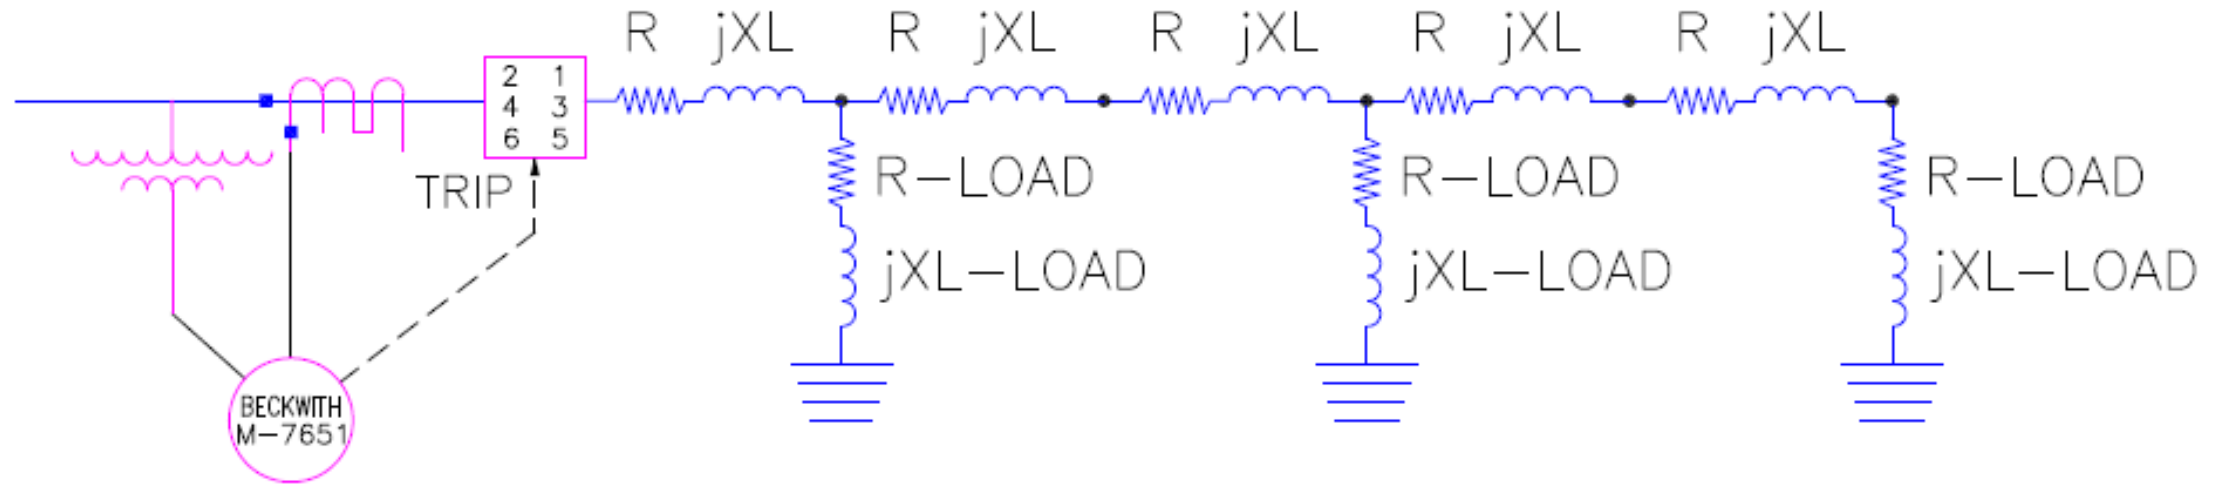 R jXL R jXL R jXL R jXL R jXL
2 1
4 3
6 5
TRIP
R-LOAD R-LOAD R-LOAD
jXL-LOAD jXL-LOAD jXL-LOAD
BECKWITH
M-7651